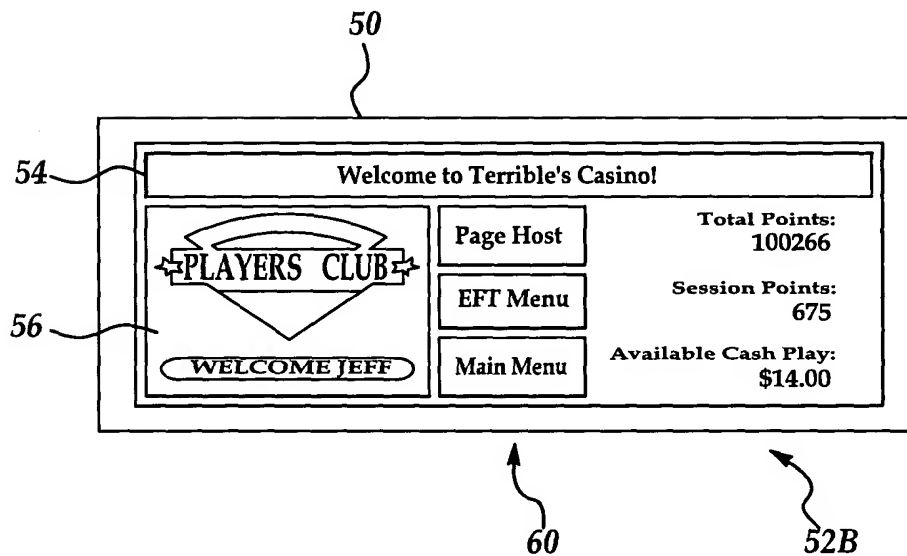 50
54
Welcome to Terrible's Casino!
PLAYERS CLUB
WELCOME JEFF
56
Page Host
EFT Menu
Main Menu
Total Points:
100266
Session Points:
675
Available Cash Play:
$14.00
60
52B